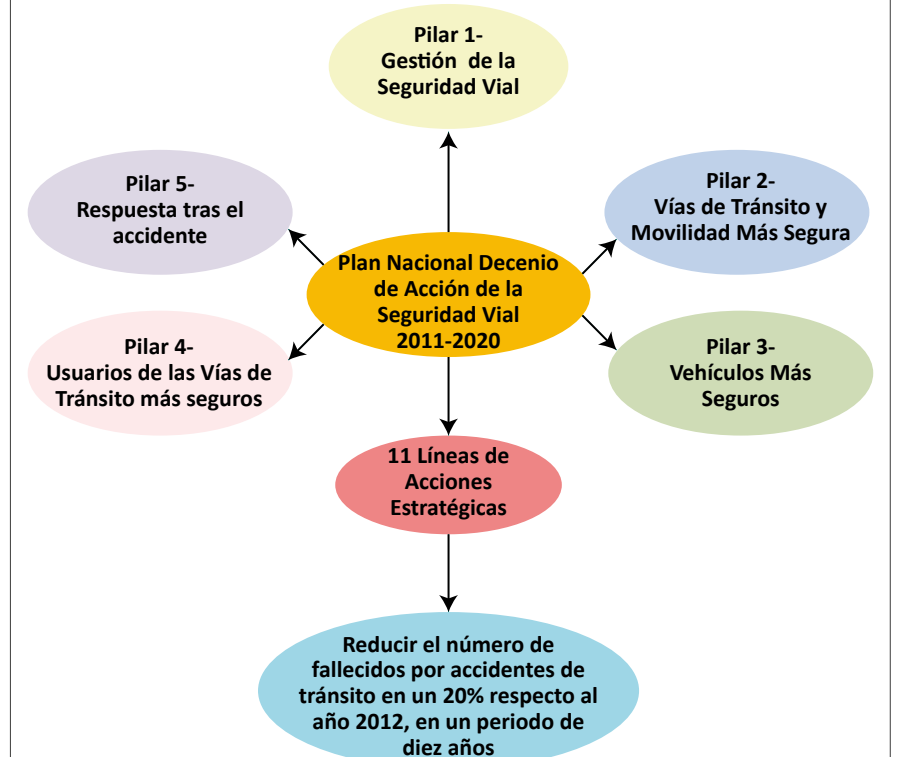 Pilar 1-
Gestión de la
Seguridad Vial
Pilar 5-
Respuesta tras el
accidente
Pilar 2-
Vías de Tránsito y
Movilidad Más Segura
Plan Nacional Decenio
de Acción de la
Seguridad Vial
2011-2020
Pilar 4-
Usuarios de las Vías de
Tránsito más seguros
Pilar 3-
Vehículos Más
Seguros
11 Líneas de
Acciones
Estratégicas
Reducir el número de
fallecidos por accidentes de
tránsito en un 20% respecto al
año 2012, en un periodo de
diez años